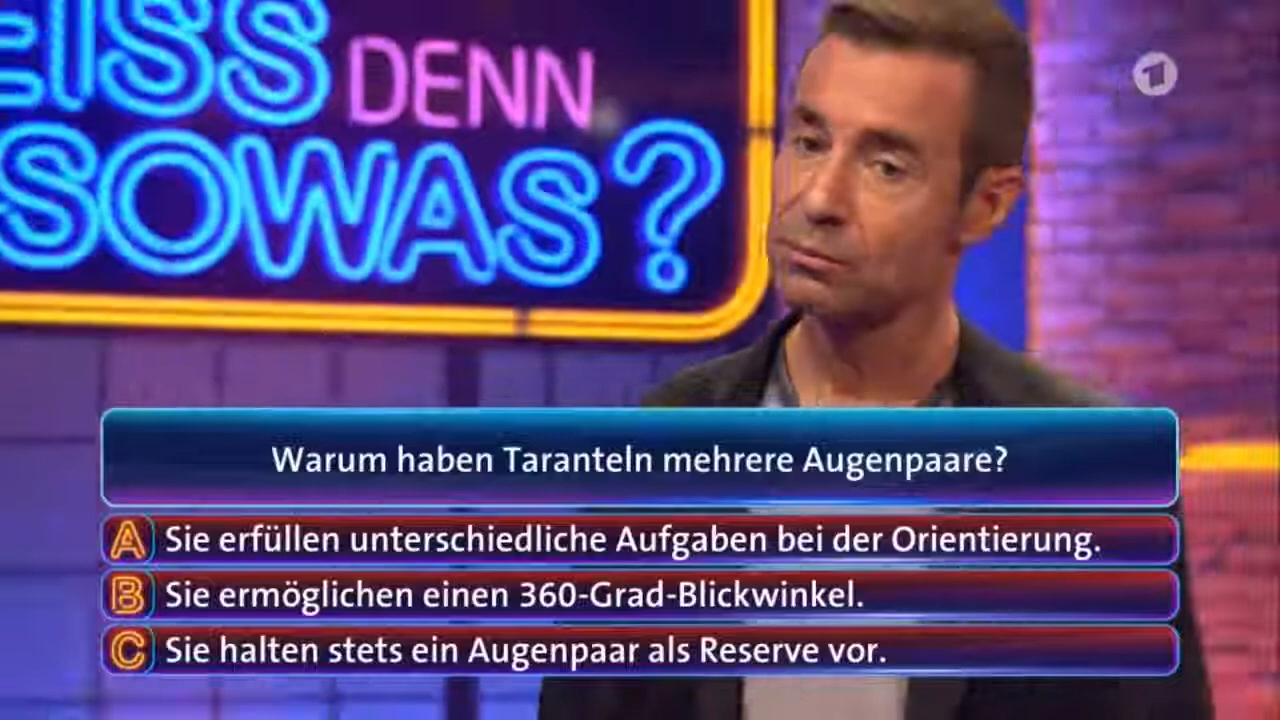 EISS
DENN
SOWAS?
1
Warum haben Taranteln mehrere Augenpaare?
A Sie erfüllen unterschiedliche Aufgaben bei der Orientierung.
B Sie ermöglichen einen 360-Grad-Blickwinkel.
C Sie halten stets ein Augenpaar als Reserve vor.